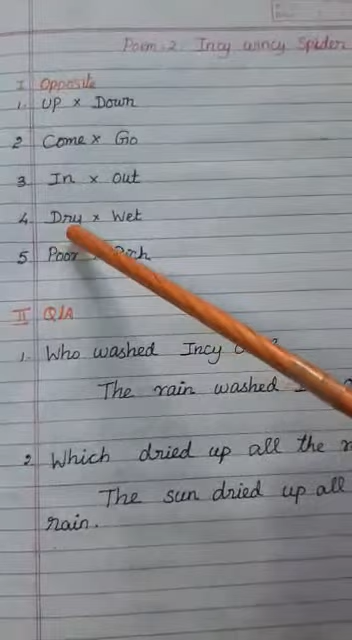 Poem-2 Incy wincy Spider
I Opposite
1. Up × Down
2 Come × Go
3 In × Out
4. Dry × Wet
5 Poor × Rich
II Q/A
1. Who washed Incy
The rain washed
2. Which dried up all the
The sun dried up all
rain.